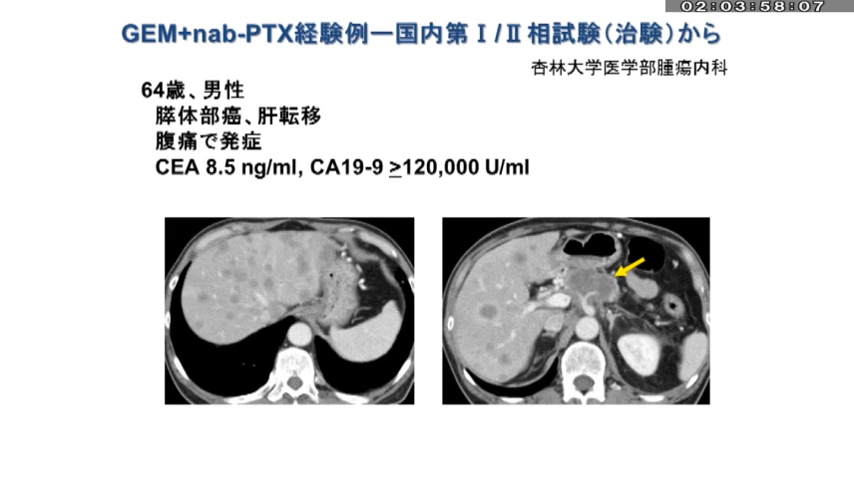 02:03:58:07
GEM+nab-PTX経験例ー国内第Ⅰ/Ⅱ相試験(治験)から
杏林大学医学部腫瘍内科
64歳、男性
膵体部癌、肝転移
腹痛で発症
CEA 8.5 ng/ml, CA19-9 ≥120,000 U/ml